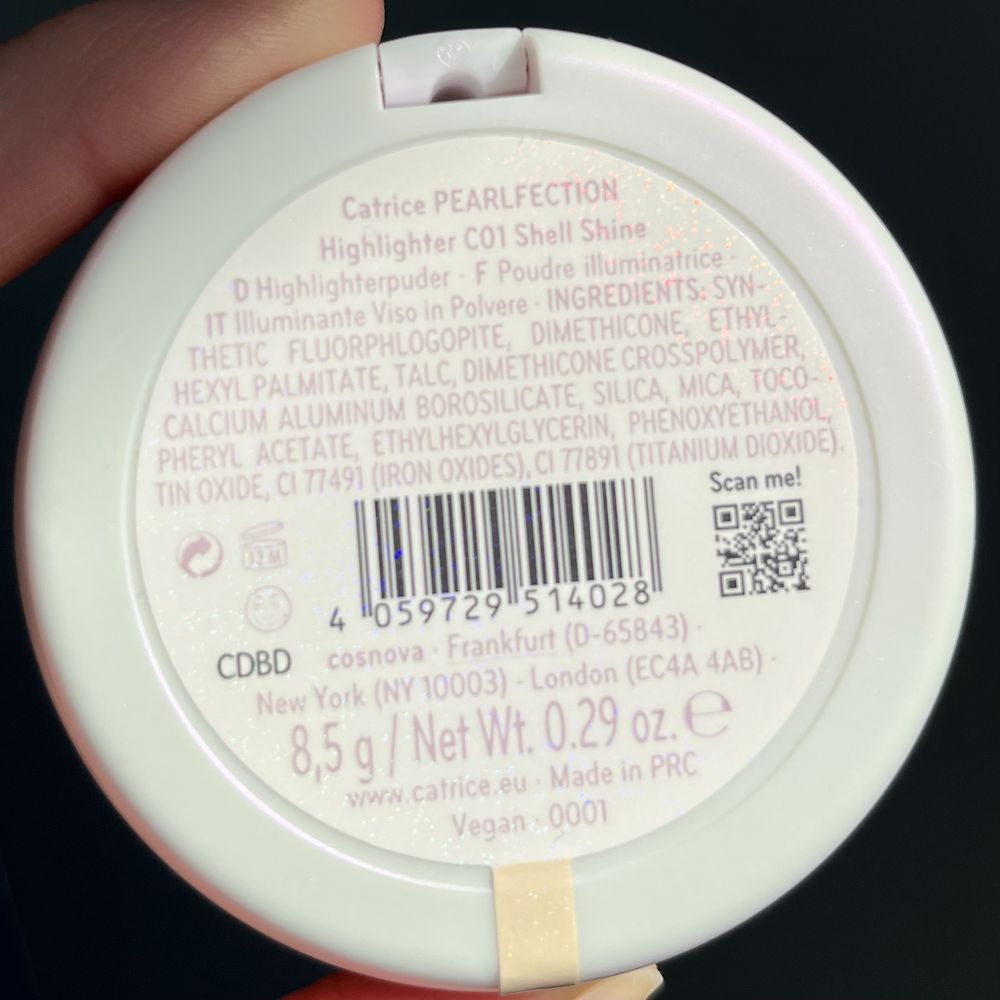 Catrice PEARLFECTION
Highlighter C01 Shell Shine
D Highlighterpuder · F Poudre illuminatrice ·
IT Illuminante Viso in Polvere · INGREDIENTS: SYN-
THETIC FLUORPHLOGOPITE, DIMETHICONE, ETHYL-
HEXYL PALMITATE, TALC, DIMETHICONE CROSSPOLYMER,
CALCIUM ALUMINUM BOROSILICATE, SILICA, MICA, TOCO-
PHERYL ACETATE, ETHYLHEXYLGLYCERIN, PHENOXYETHANOL,
TIN OXIDE, CI 77491 (IRON OXIDES), CI 77891 (TITANIUM DIOXIDE).
Scan me!
12 M
4 059729 514028
CDBD
cosnova · Frankfurt (D-65843) ·
New York (NY 10003) · London (EC4A 4AB) ·
8,5 g / Net Wt. 0.29 oz. ℮
www.catrice.eu · Made in PRC
Vegan · 0001